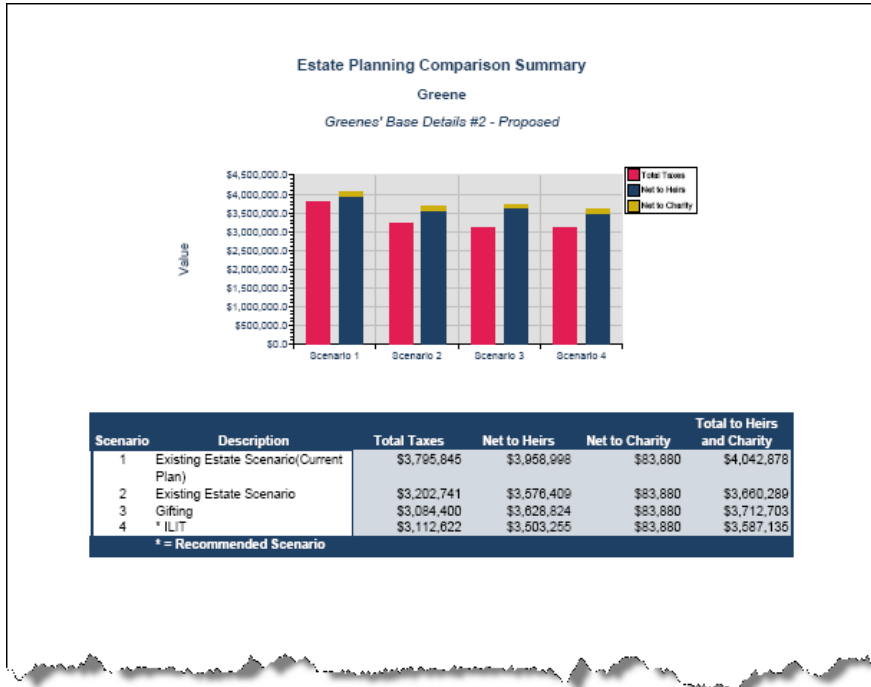 Estate Planning Comparison Summary
Greene
Greenes' Base Details #2 - Proposed
$4,500,000.0
$4,000,000.0
$3,500,000.0
$3,000,000.0
$2,500,000.0
$2,000,000.0
$1,500,000.0
$1,000,000.0
$500,000.0
$0.0
Value
Scenario 1 Scenario 2 Scenario 3 Scenario 4
Total Taxes
Net to Heirs
Net to Charity
Scenario Description Total Taxes Net to Heirs Net to Charity Total to Heirs and Charity
1 Existing Estate Scenario(Current Plan) $3,795,845 $3,958,998 $83,880 $4,042,878
2 Existing Estate Scenario $3,202,741 $3,576,409 $83,880 $3,660,289
3 Gifting $3,084,400 $3,628,824 $83,880 $3,712,703
4 * ILIT $3,112,622 $3,503,255 $83,880 $3,587,135
* = Recommended Scenario